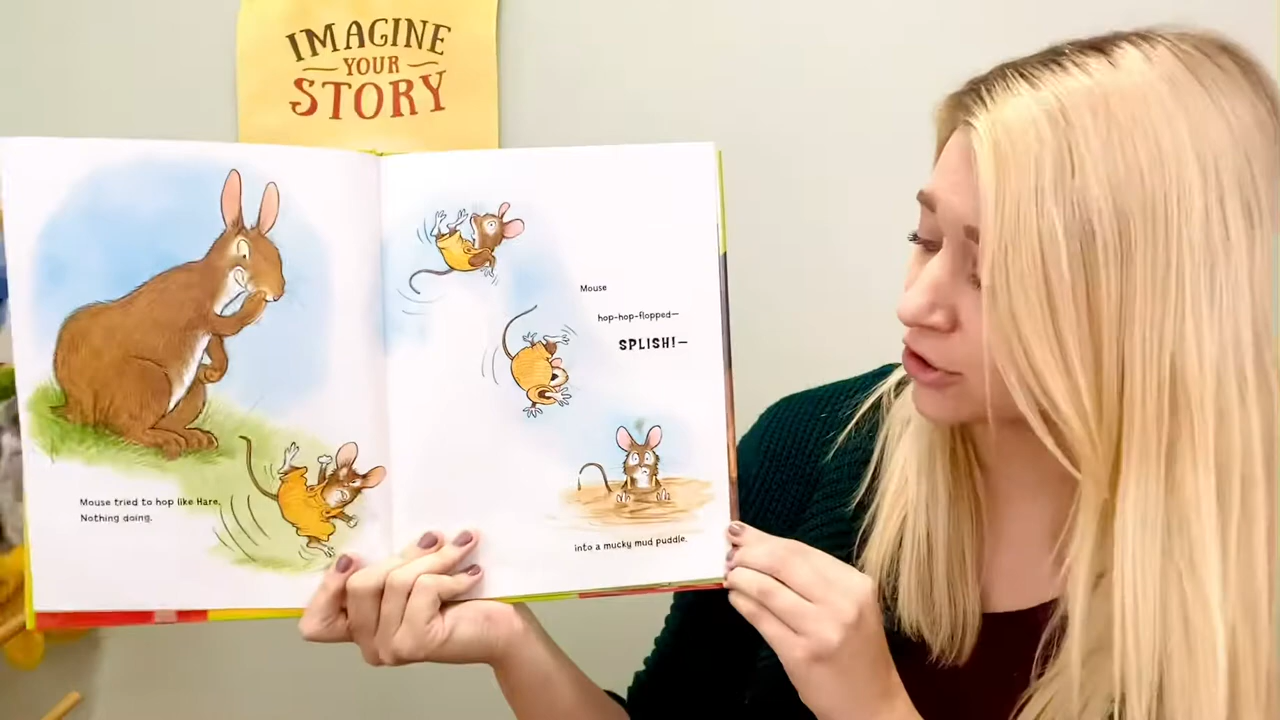 IMAGINE
YOUR
STORY
Mouse tried to hop like Hare.
Nothing doing.
Mouse
hop-hop-flopped—
SPLISH!—
into a mucky mud puddle.